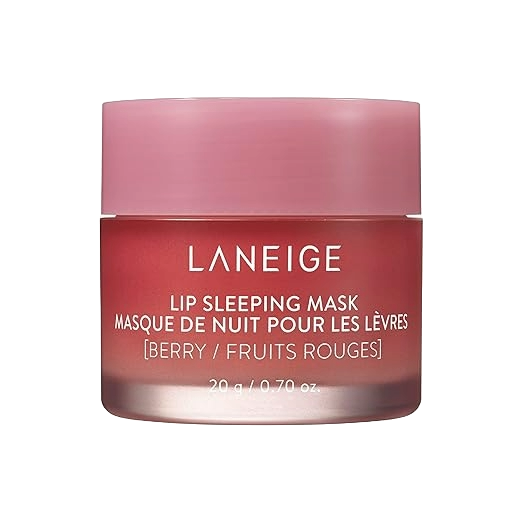 LANEIGE
LIP SLEEPING MASK
MASQUE DE NUIT POUR LES LÈVRES
[BERRY / FRUITS ROUGES]
20 g / 0.70 oz.